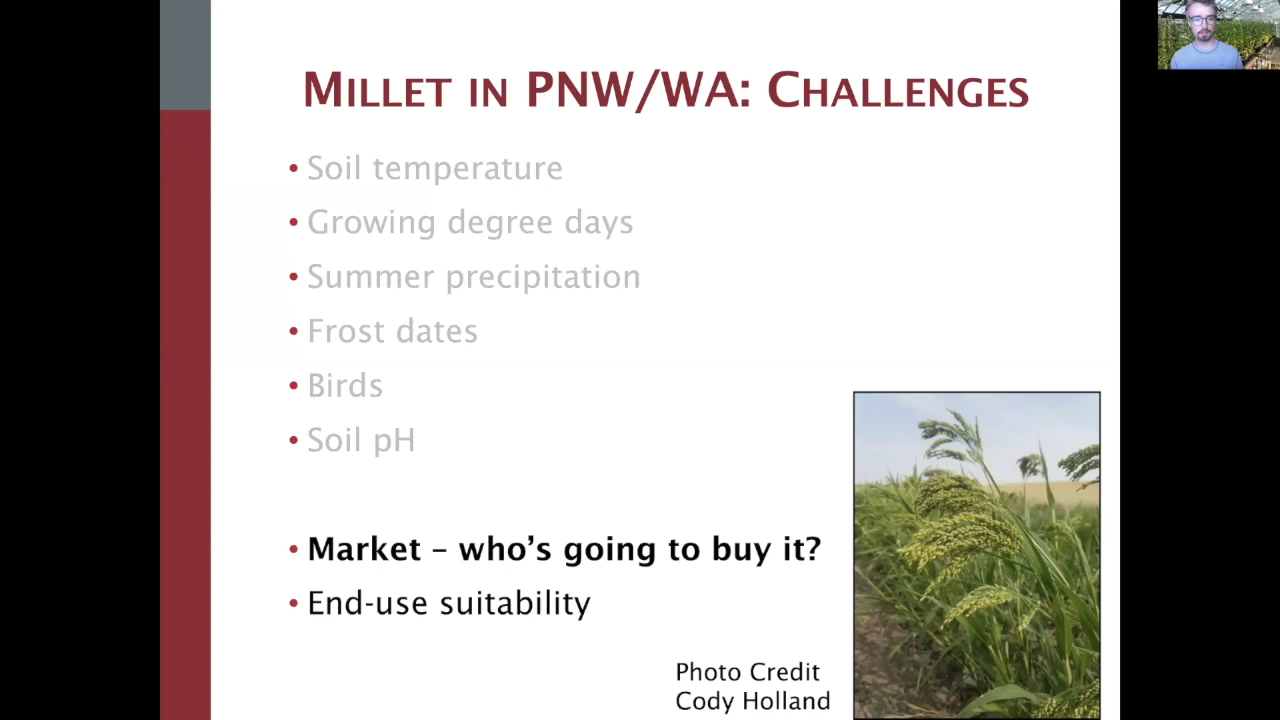 MILLET IN PNW/WA: CHALLENGES
• Soil temperature
• Growing degree days
• Summer precipitation
• Frost dates
• Birds
• Soil pH
• Market – who's going to buy it?
• End-use suitability
Photo Credit
Cody Holland